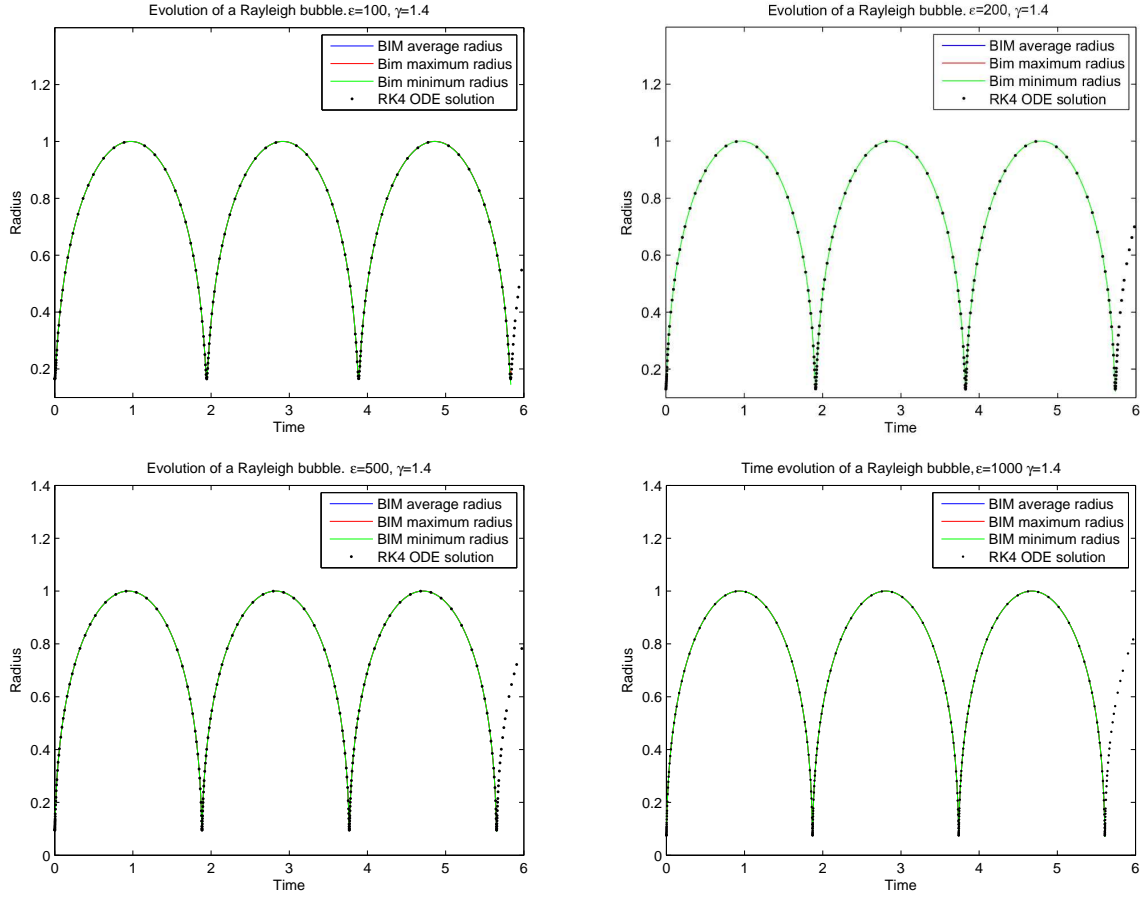 Evolution of a Rayleigh bubble. ε=100, γ=1.4
BIM average radius
Bim maximum radius
Bim minimum radius
RK4 ODE solution
1.2
1
0.8
0.6
0.4
0.2
Radius
0 1 2 3 4 5 6
Time
Evolution of a Rayleigh bubble. ε=200, γ=1.4
BIM average radius
Bim maximum radius
Bim minimum radius
RK4 ODE solution
1.2
1
0.8
0.6
0.4
0.2
Radius
0 1 2 3 4 5 6
Time
Evolution of a Rayleigh bubble. ε=500, γ=1.4
BIM average radius
BIM maximum radius
BIM minimum radius
RK4 ODE solution
1.4
1.2
1
0.8
0.6
0.4
0.2
0
Radius
0 1 2 3 4 5 6
Time
Time evolution of a Rayleigh bubble, ε=1000 γ=1.4
BIM average radius
BIM maximum radius
BIM minimum radius
RK4 ODE solution
1.4
1.2
1
0.8
0.6
0.4
0.2
0
Radius
0 1 2 3 4 5 6
Time